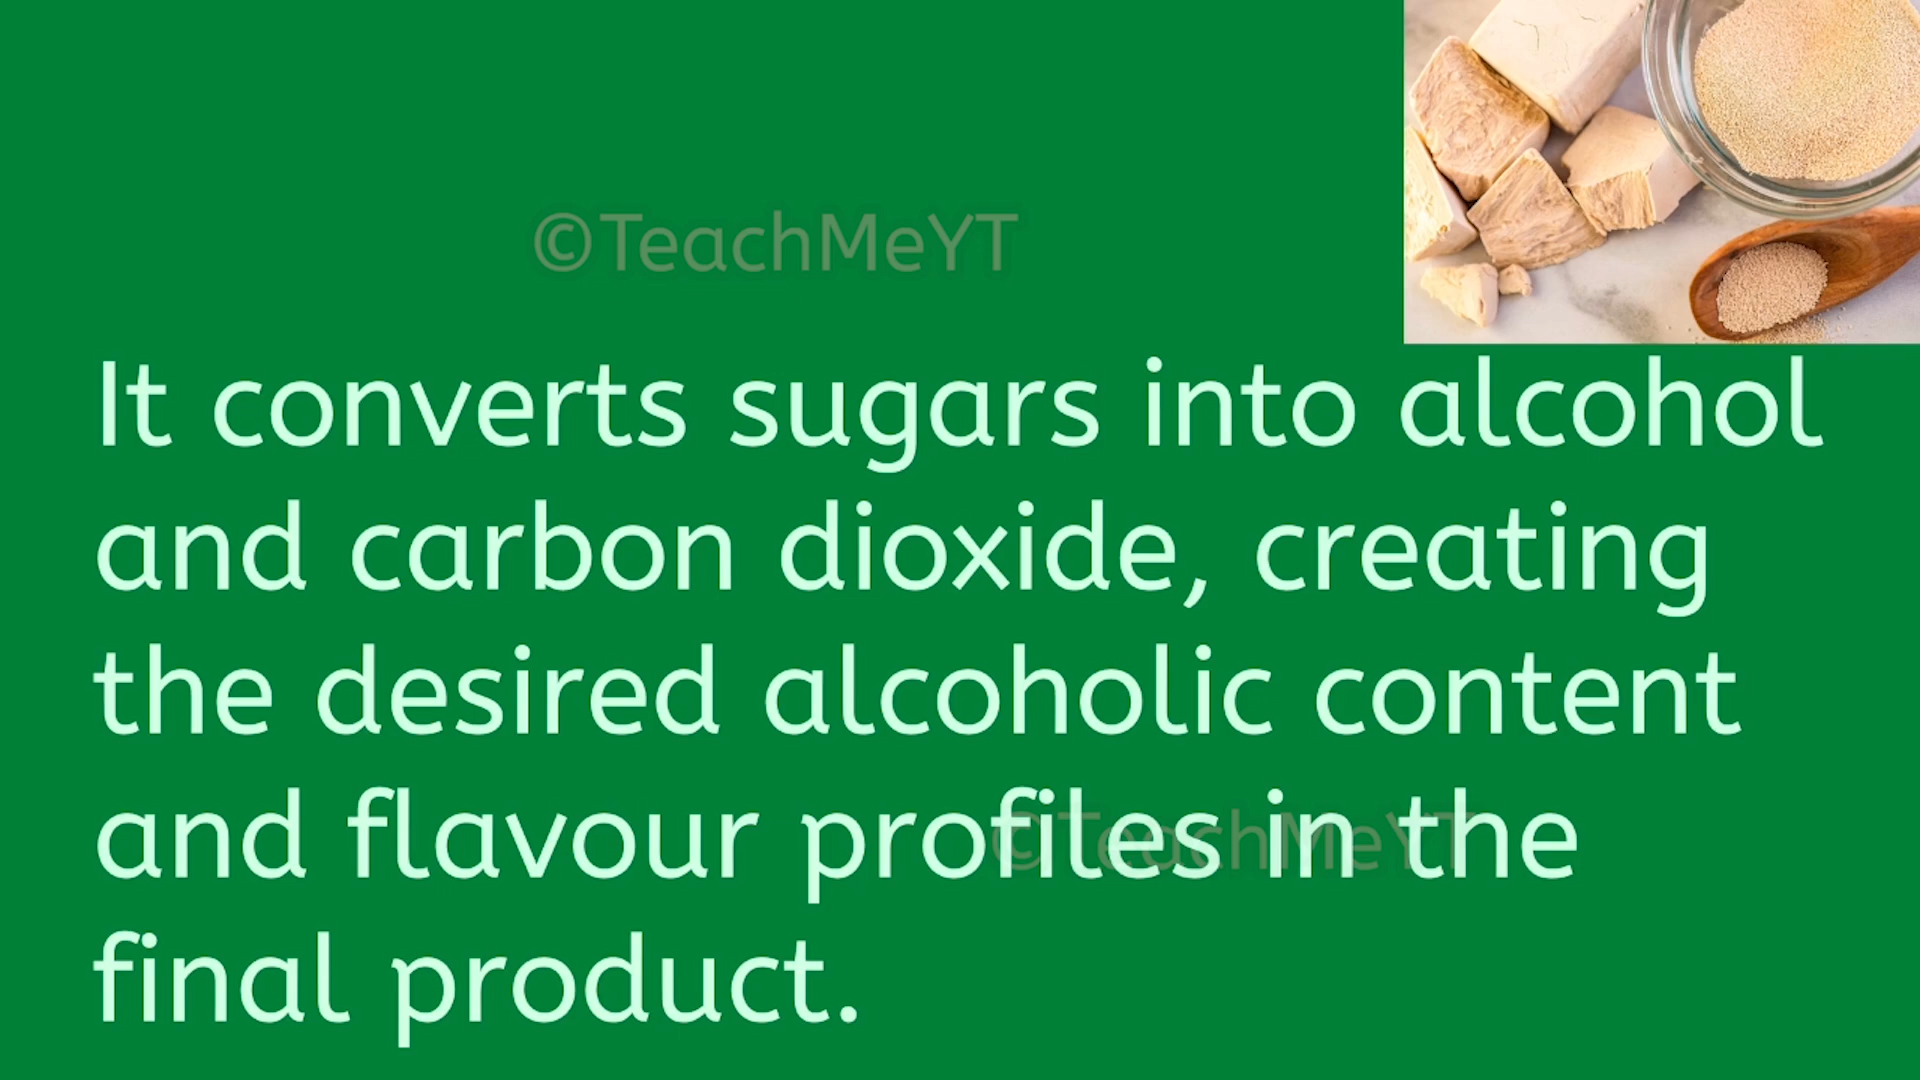 ©TeachMeYT
It converts sugars into alcohol
and carbon dioxide, creating
the desired alcoholic content
and flavour profiles in the
©TeachMeYT
final product.